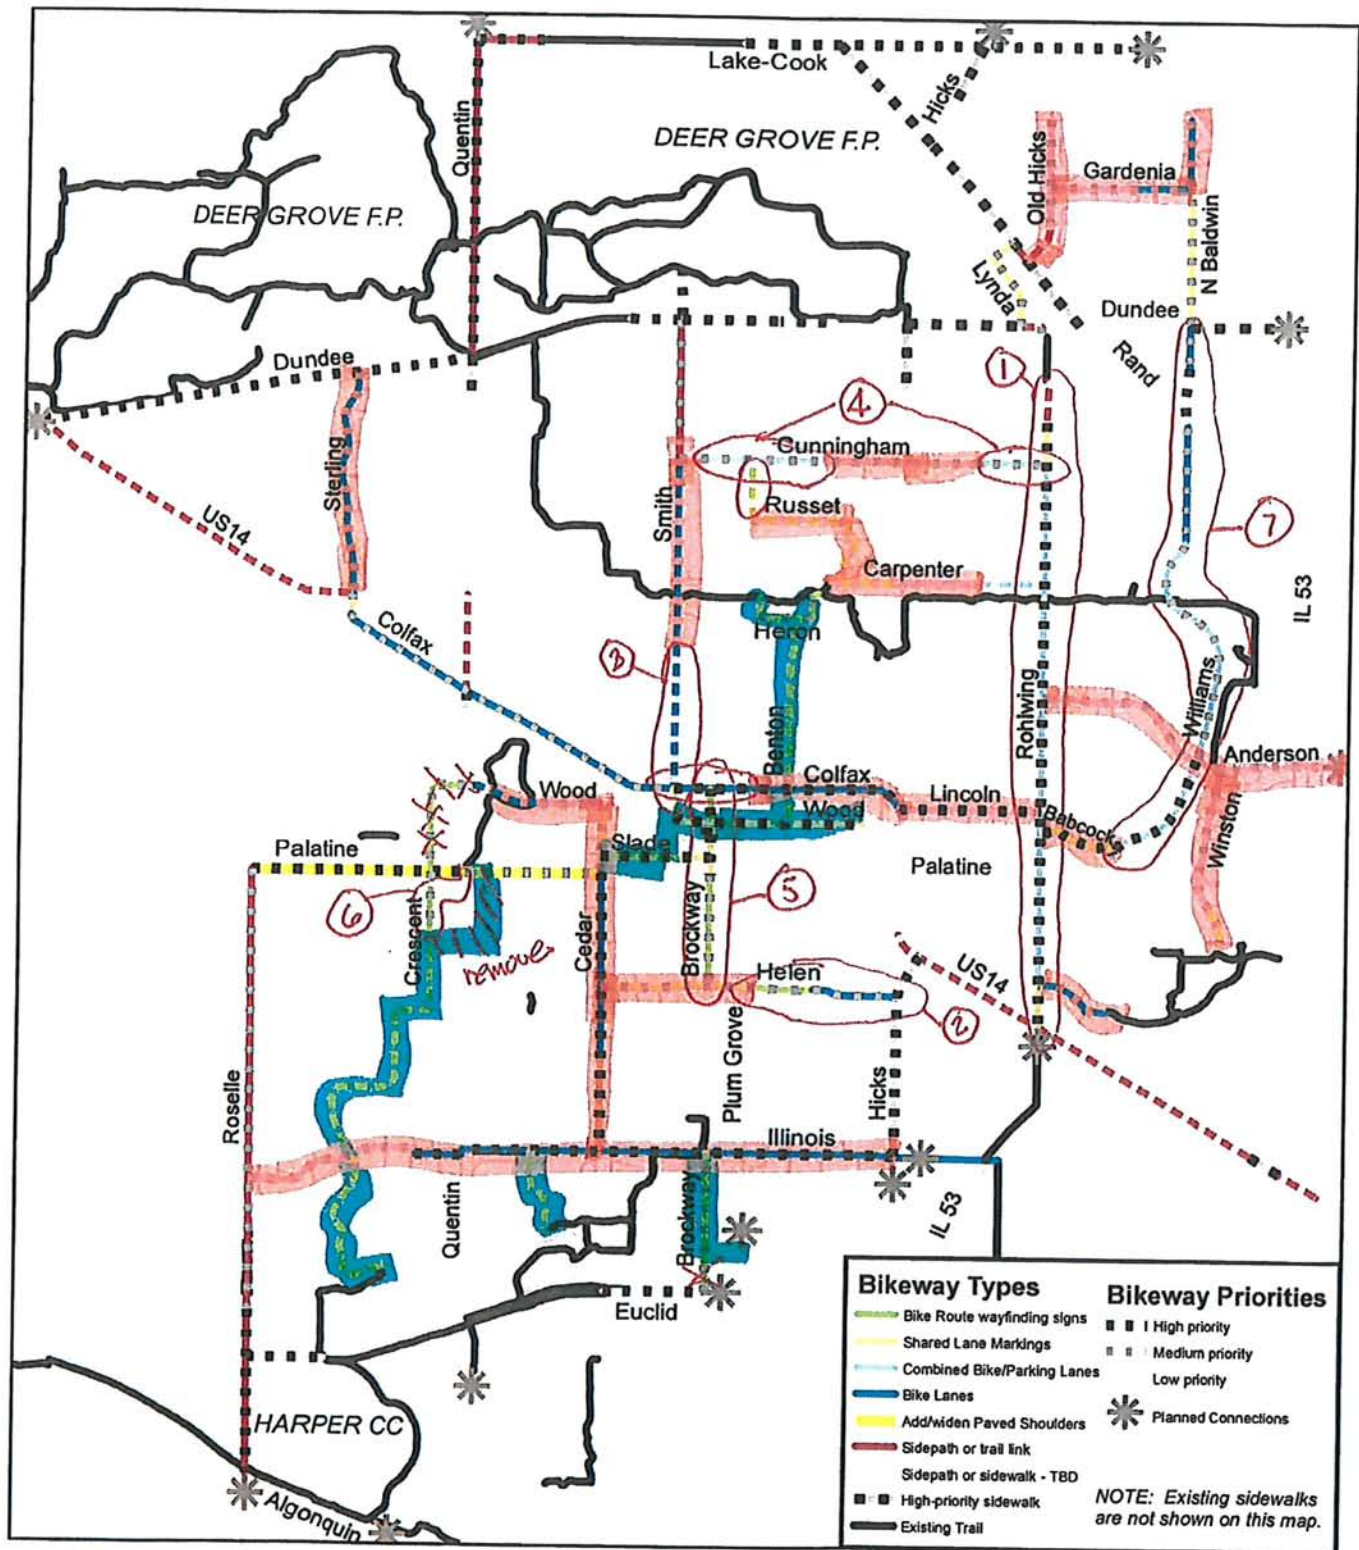 Lake-Cook
Hicks
Quentin
DEER GROVE F.P.
DEER GROVE F.P.
Old Hicks
Gardenia
N Baldwin
Lynda
Dundee
Rand
Dundee
1
4
Cunningham
Sterling
Smith
Russet
7
US14
Carpenter
IL 53
Colfax
Heron
3
Benton
Rohlwing
Williams
Anderson
Wood
Colfax
Lincoln
Wood
Babcock
Winston
Palatine
Slade
Palatine
5
6
Crescent
remove
Cedar
Brockway
Helen
US14
2
Plum Grove
Hicks
Roselle
Illinois
Quentin
Brockway
IL 53
Euclid
HARPER CC
Algonquin
Bikeway Types
Bike Route wayfinding signs
Shared Lane Markings
Combined Bike/Parking Lanes
Bike Lanes
Add/widen Paved Shoulders
Sidepath or trail link
Sidepath or sidewalk - TBD
High-priority sidewalk
Existing Trail
Bikeway Priorities
High priority
Medium priority
Low priority
Planned Connections
NOTE: Existing sidewalks
are not shown on this map.